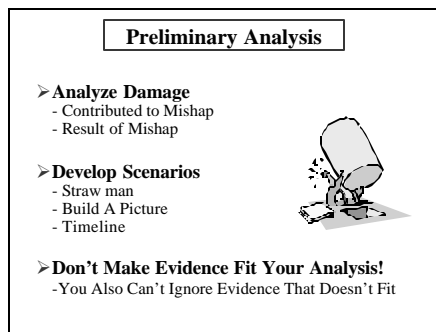 Preliminary Analysis
➢Analyze Damage
- Contributed to Mishap
- Result of Mishap
➢Develop Scenarios
- Straw man
- Build A Picture
- Timeline
➢Don't Make Evidence Fit Your Analysis!
-You Also Can't Ignore Evidence That Doesn't Fit